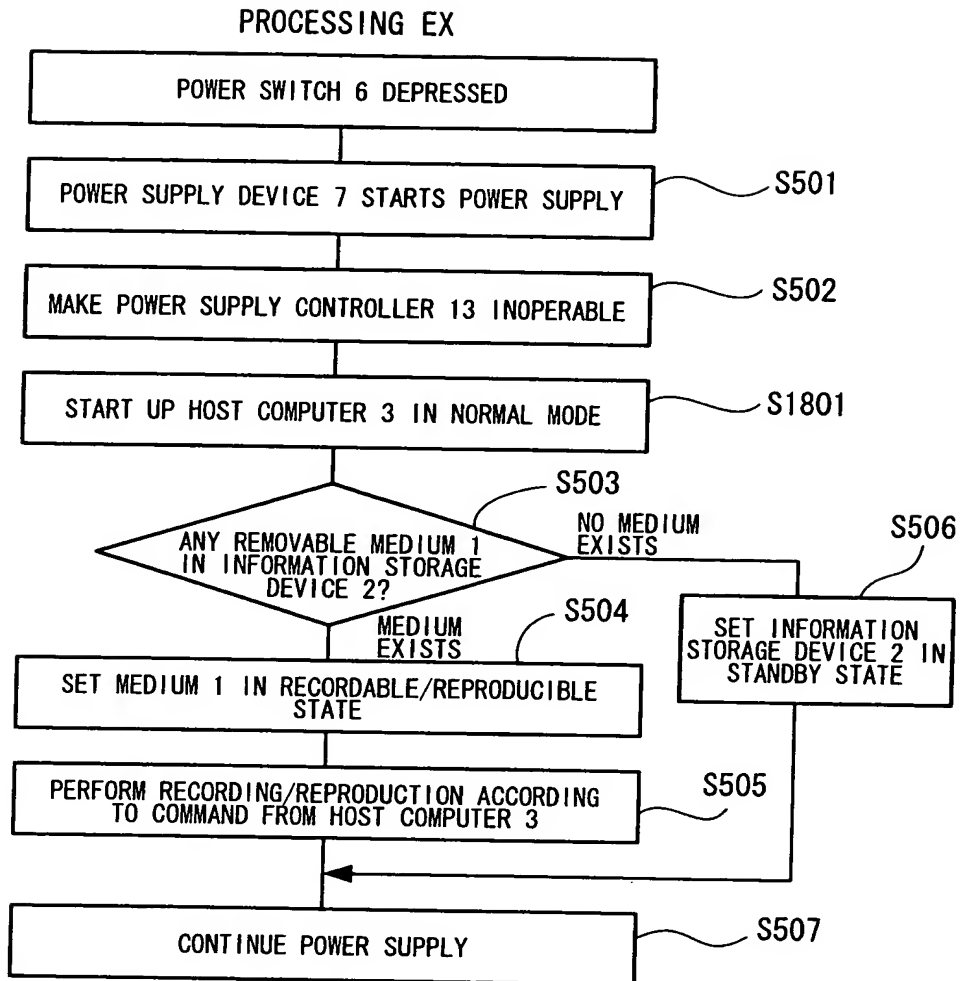 PROCESSING EX
POWER SWITCH 6 DEPRESSED
POWER SUPPLY DEVICE 7 STARTS POWER SUPPLY
S501
MAKE POWER SUPPLY CONTROLLER 13 INOPERABLE
S502
START UP HOST COMPUTER 3 IN NORMAL MODE
S1801
S503
ANY REMOVABLE MEDIUM 1
IN INFORMATION STORAGE
DEVICE 2?
NO MEDIUM
EXISTS
S506
SET INFORMATION
STORAGE DEVICE 2 IN
STANDBY STATE
MEDIUM
EXISTS
S504
SET MEDIUM 1 IN RECORDABLE/REPRODUCIBLE
STATE
PERFORM RECORDING/REPRODUCTION ACCORDING
TO COMMAND FROM HOST COMPUTER 3
S505
CONTINUE POWER SUPPLY
S507